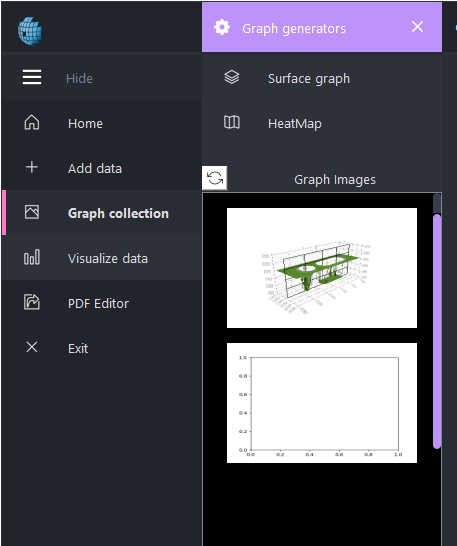 Graph generators
Hide
Surface graph
Home
HeatMap
Add data
Graph Images
Graph collection
Visualize data
PDF Editor
Exit
1.0
0.8
0.6
0.4
0.2
0.0
0.0 0.2 0.4 0.6 0.8 1.0